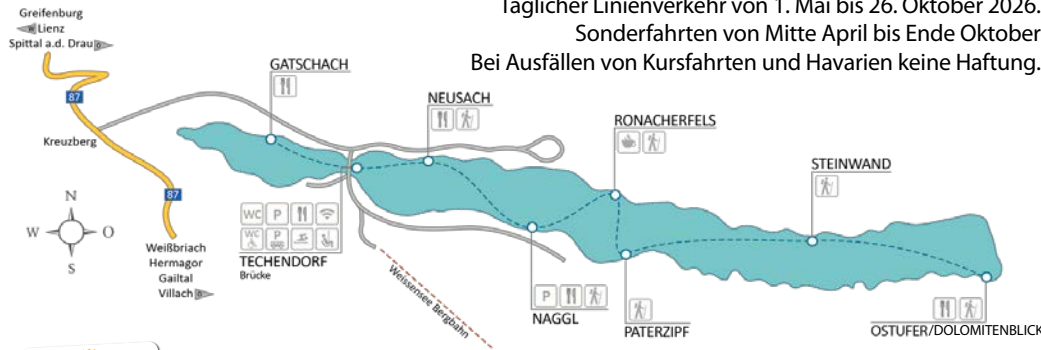 Täglicher Linienverkehr von 1. Mai bis 26. Oktober 2026.
Sonderfahrten von Mitte April bis Ende Oktober
Bei Ausfällen von Kursfahrten und Havarien keine Haftung.
Greifenburg
Lienz
Spittal a.d. Drau
87
Kreuzberg
87
N
W
O
S
Weißbriach
Hermagor
Gailtal
Villach
GATSCHACH
NEUSACH
RONACHERFELS
STEINWAND
WC P
WC P
TECHENDORF
Brücke
Weissensee Bergbahn
P
NAGGL
PATERZIPF
OSTUFER/DOLOMITENBLICK